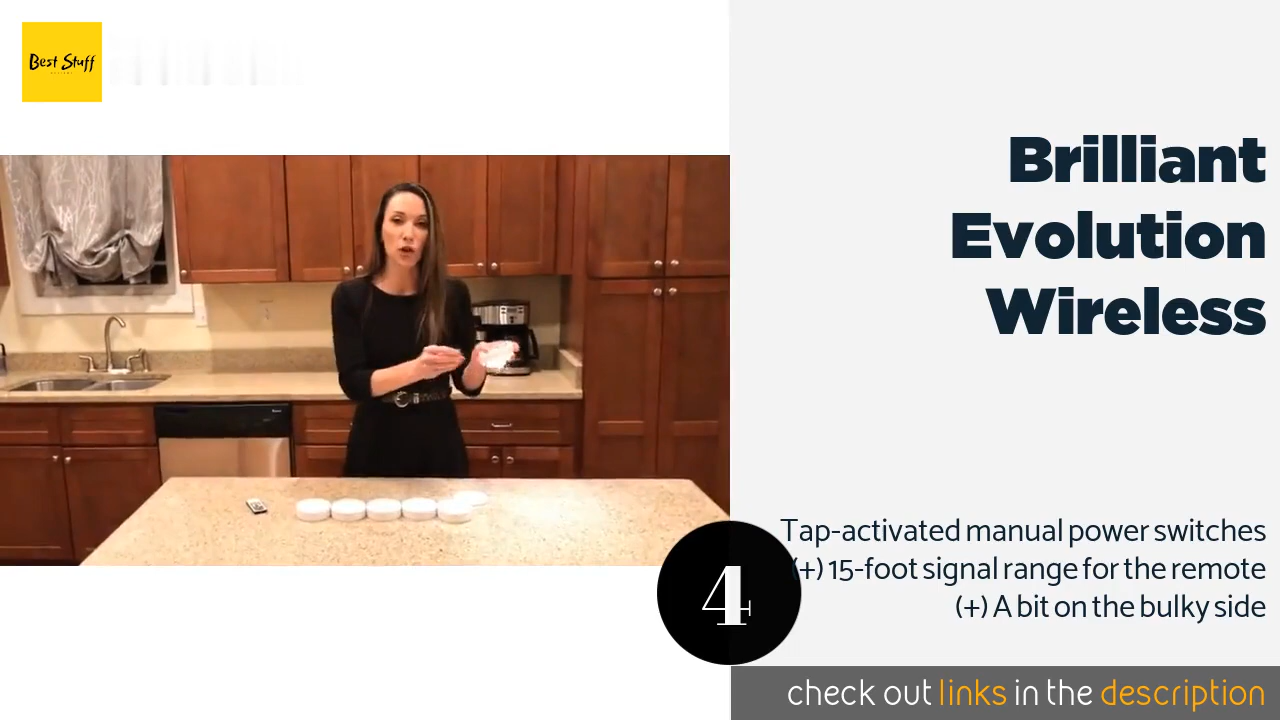 Best Stuff
Brilliant
Evolution
Wireless
Tap-activated manual power switches
(+) 15-foot signal range for the remote
(+) A bit on the bulky side
4
check out links in the description